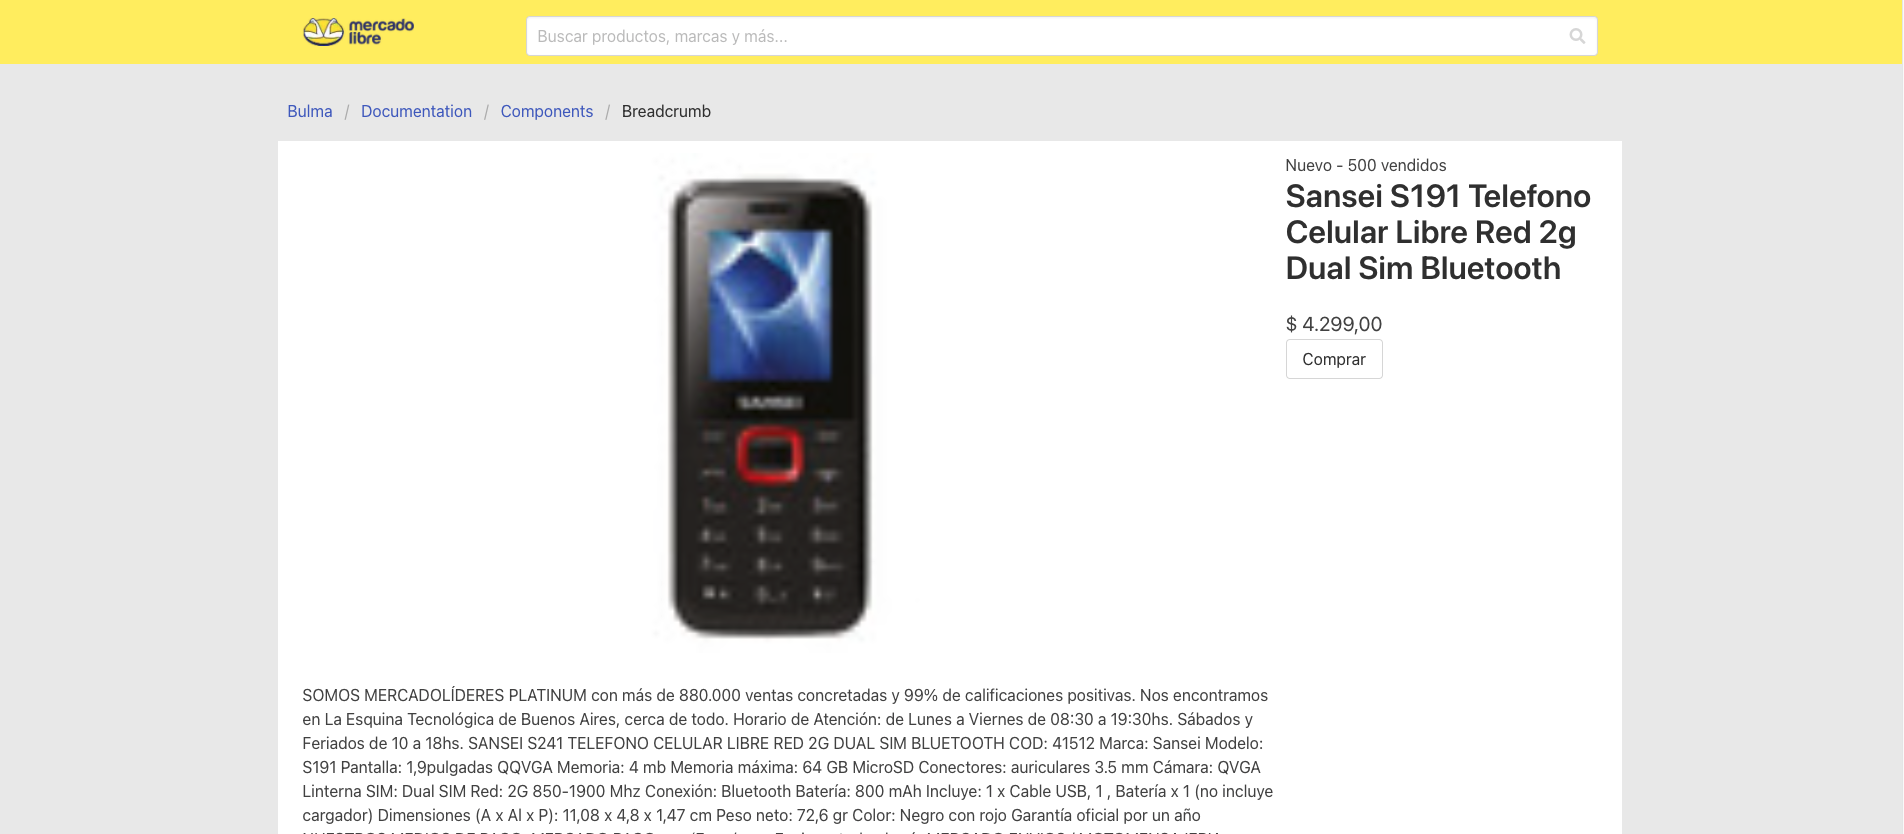 mercado
libre
Buscar productos, marcas y más...
Bulma / Documentation / Components / Breadcrumb
Nuevo - 500 vendidos
Sansei S191 Telefono
Celular Libre Red 2g
Dual Sim Bluetooth
$ 4.299,00
Comprar
SANSEI
SOMOS MERCADOLÍDERES PLATINUM con más de 880.000 ventas concretadas y 99% de calificaciones positivas. Nos encontramos
en La Esquina Tecnológica de Buenos Aires, cerca de todo. Horario de Atención: de Lunes a Viernes de 08:30 a 19:30hs. Sábados y
Feriados de 10 a 18hs. SANSEI S241 TELEFONO CELULAR LIBRE RED 2G DUAL SIM BLUETOOTH COD: 41512 Marca: Sansei Modelo:
S191 Pantalla: 1,9pulgadas QQVGA Memoria: 4 mb Memoria máxima: 64 GB MicroSD Conectores: auriculares 3.5 mm Cámara: QVGA
Linterna SIM: Dual SIM Red: 2G 850-1900 Mhz Conexión: Bluetooth Batería: 800 mAh Incluye: 1 x Cable USB, 1 , Batería x 1 (no incluye
cargador) Dimensiones (A x Al x P): 11,08 x 4,8 x 1,47 cm Peso neto: 72,6 gr Color: Negro con rojo Garantía oficial por un año